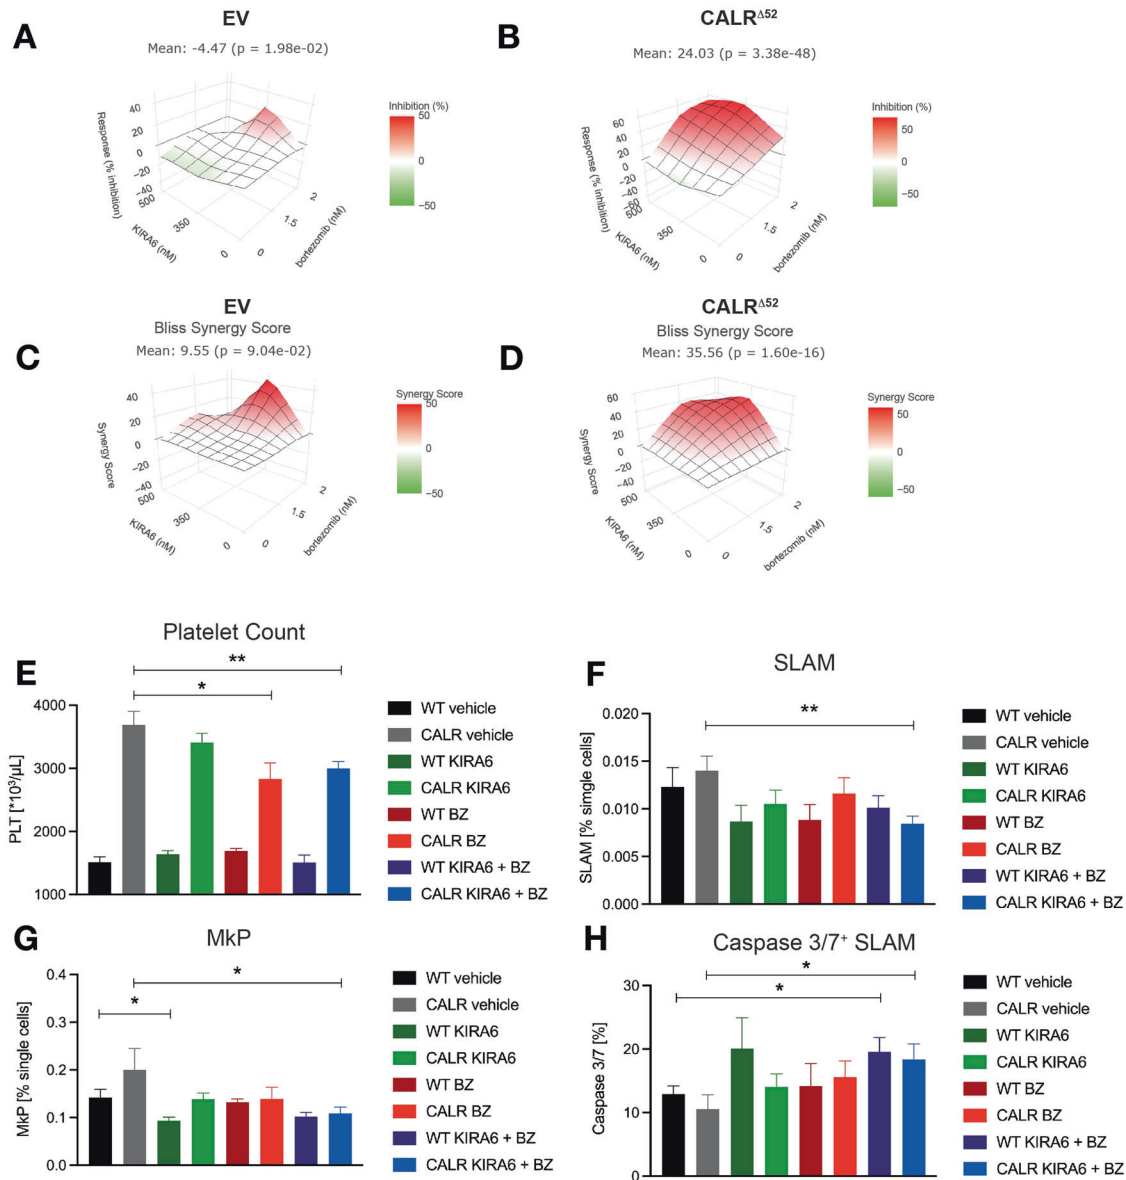 A
EV
Mean: -4.47 (p = 1.98e-02)
Response (% inhibition)
40
20
0
−20
−40
500
350
0
KIRA6 (nM)
0
1.5
2
bortezomib (nM)
Inhibition (%)
50
0
−50
B
CALRΔ52
Mean: 24.03 (p = 3.38e-48)
Response (% inhibition)
60
40
20
0
−20
−40
−60
500
350
0
KIRA6 (nM)
0
1.5
2
bortezomib (nM)
Inhibition (%)
50
0
−50
C
EV
Bliss Synergy Score
Mean: 9.55 (p = 9.04e-02)
Synergy Score
40
20
0
−20
−40
500
350
0
KIRA6 (nM)
0
1.5
2
bortezomib (nM)
Synergy Score
50
0
−50
D
CALRΔ52
Bliss Synergy Score
Mean: 35.56 (p = 1.60e-16)
Synergy Score
60
40
20
0
−20
−40
500
350
0
KIRA6 (nM)
0
1.5
2
bortezomib (nM)
Synergy Score
50
0
−50
E
Platelet Count
**
*
PLT [*10³/µL]
4000
3000
2000
1000
WT vehicle
CALR vehicle
WT KIRA6
CALR KIRA6
WT BZ
CALR BZ
WT KIRA6 + BZ
CALR KIRA6 + BZ
F
SLAM
**
SLAM [% simgle cells]
0.020
0.015
0.010
0.005
0.000
WT vehicle
CALR vehicle
WT KIRA6
CALR KIRA6
WT BZ
CALR BZ
WT KIRA6 + BZ
CALR KIRA6 + BZ
G
MkP
*
*
MkP [% single cells]
0.4
0.3
0.2
0.1
0.0
WT vehicle
CALR vehicle
WT KIRA6
CALR KIRA6
WT BZ
CALR BZ
WT KIRA6 + BZ
CALR KIRA6 + BZ
H
Caspase 3/7⁺ SLAM
*
*
Caspase 3/7 [%]
30
20
10
0
WT vehicle
CALR vehicle
WT KIRA6
CALR KIRA6
WT BZ
CALR BZ
WT KIRA6 + BZ
CALR KIRA6 + BZ